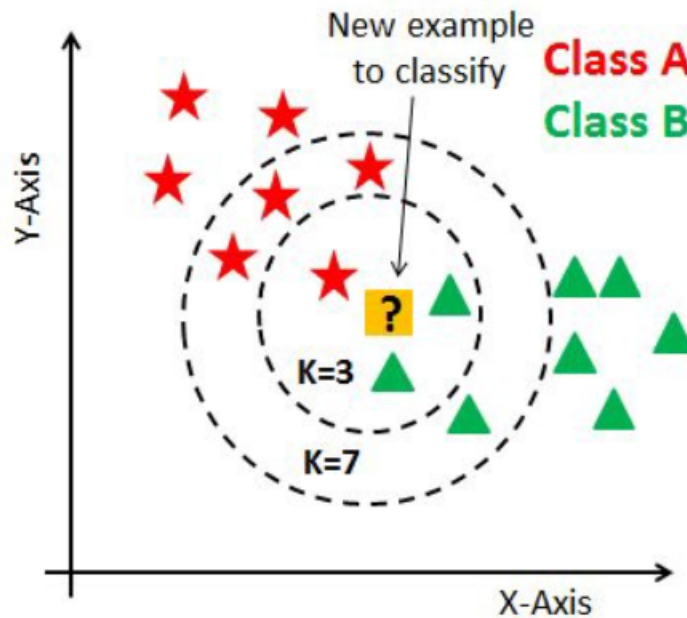 New example
to classify
Class A
Class B
Y-Axis
?
K=3
K=7
X-Axis